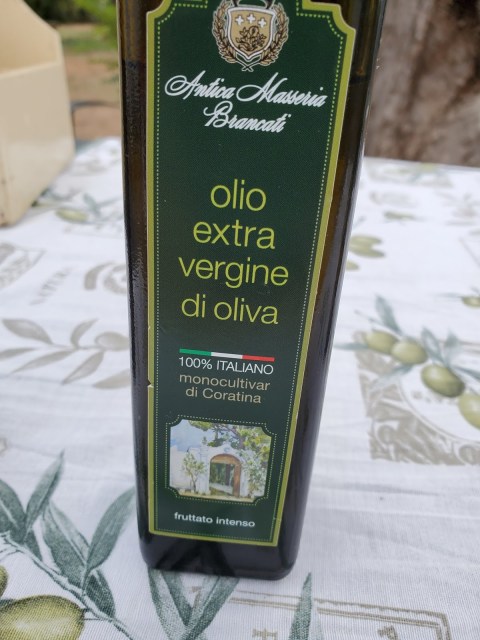 Antica Masseria
Brancati
olio
extra
vergine
di oliva
100% ITALIANO
monocultivar
di Coratina
fruttato intenso